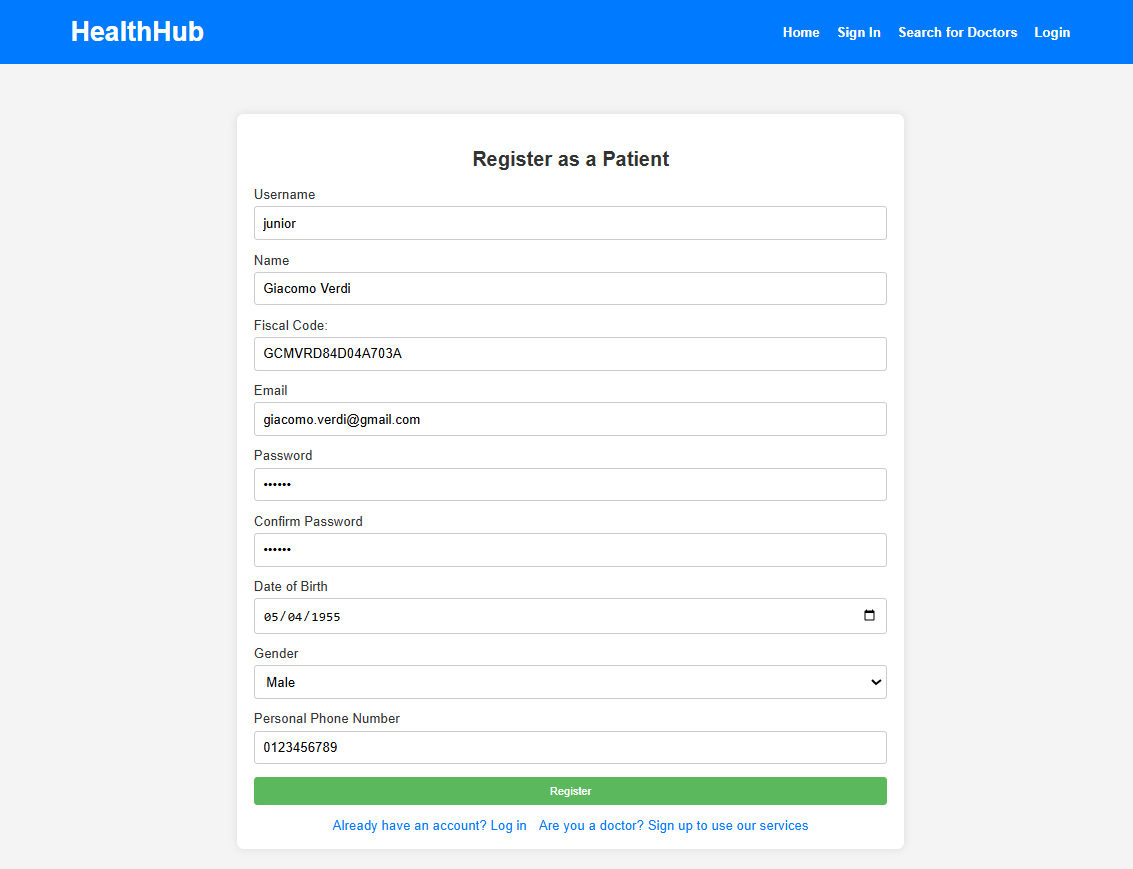 HealthHub
Home Sign In Search for Doctors Login
Register as a Patient
Username
junior
Name
Giacomo Verdi
Fiscal Code:
GCMVRD84D04A703A
Email
giacomo.verdi@gmail.com
Password
••••••
Confirm Password
••••••
Date of Birth
05/04/1955
Gender
Male
Personal Phone Number
0123456789
Register
Already have an account? Log in Are you a doctor? Sign up to use our services